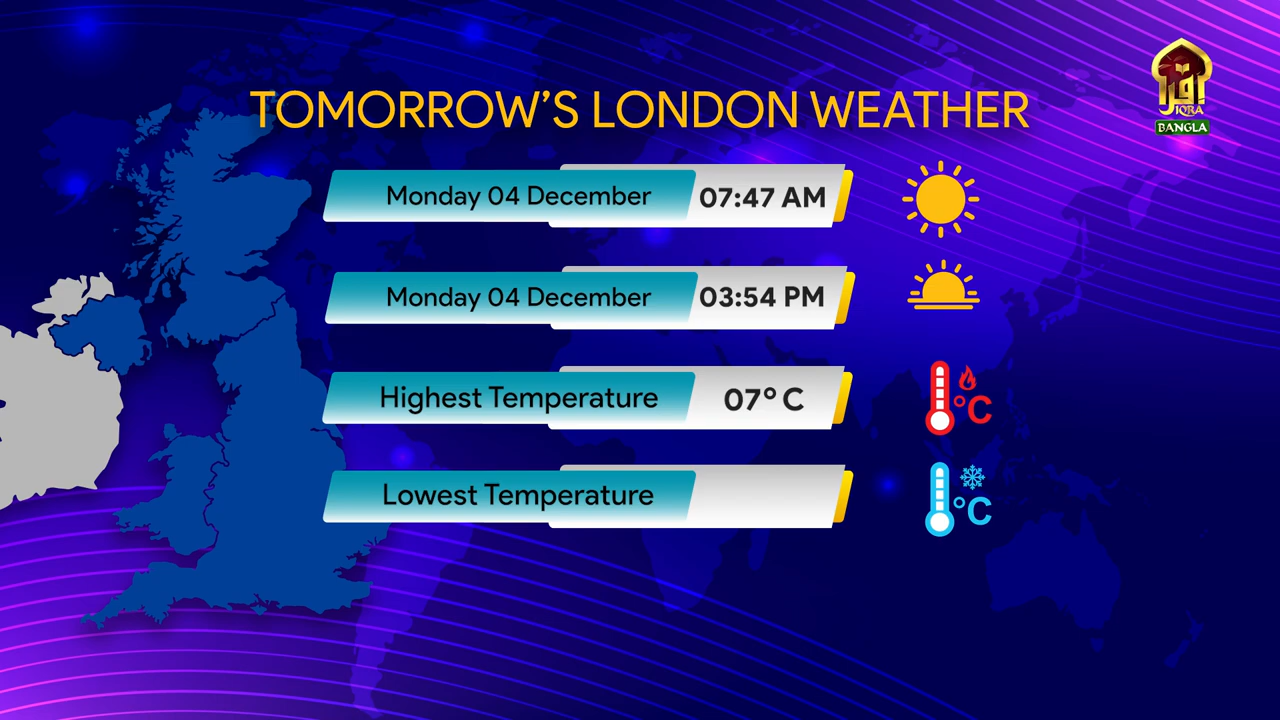 TOMORROW'S LONDON WEATHER
IQRA
BANGLA
Monday 04 December 07:47 AM
Monday 04 December 03:54 PM
Highest Temperature 07° C
°C
Lowest Temperature
°C